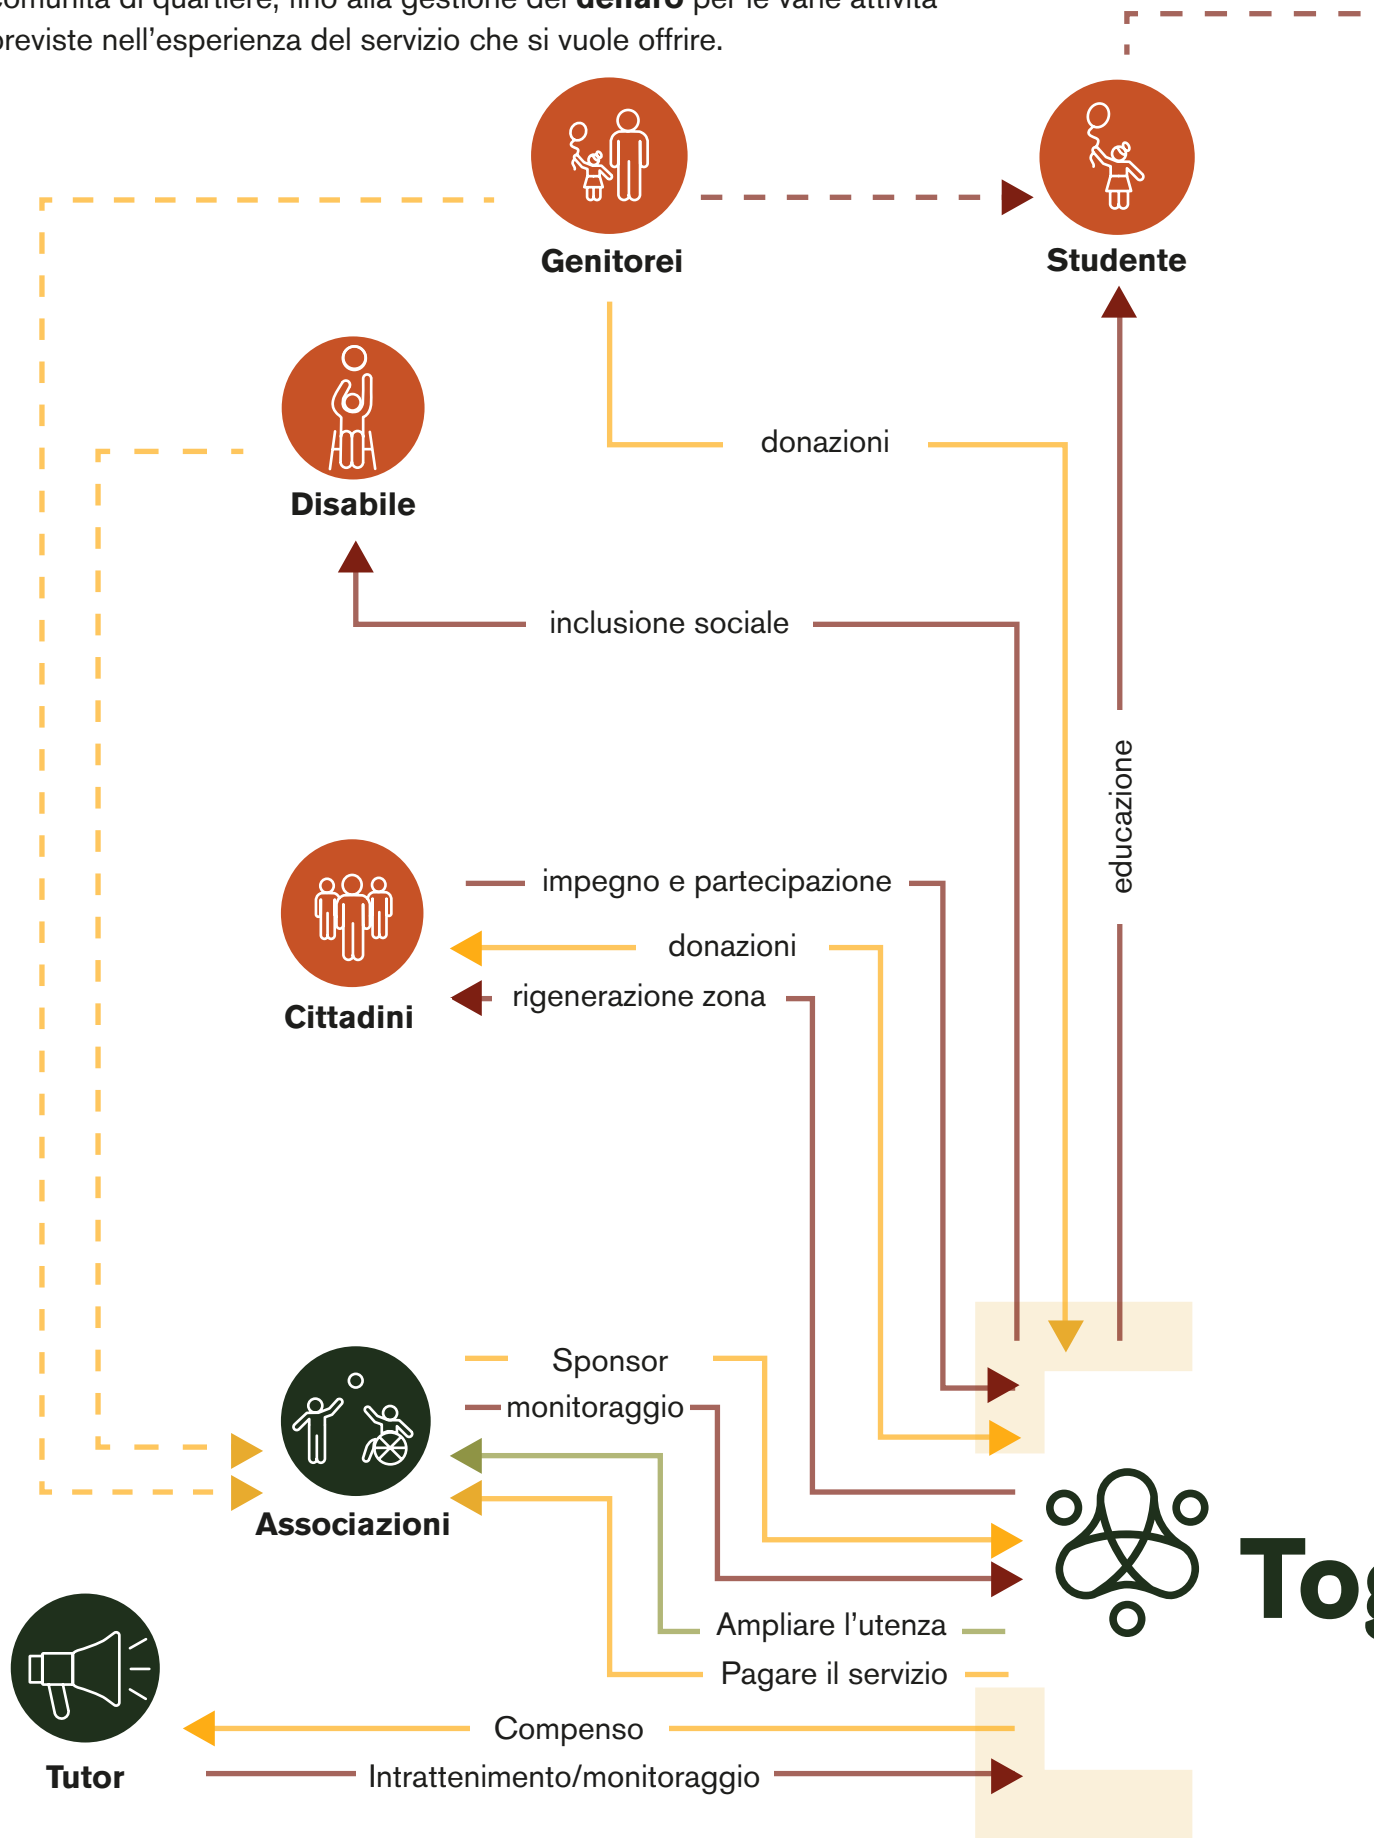 comunità di quartiere, fino alla gestione del denaro per le varie attività
previste nell'esperienza del servizio che si vuole offrire.
Genitorei
Studente
donazioni
Disabile
inclusione sociale
educazione
impegno e partecipazione
donazioni
rigenerazione zona
Cittadini
Sponsor
monitoraggio
Associazioni
Tog
Ampliare l'utenza
Pagare il servizio
Compenso
Tutor
Intrattenimento/monitoraggio